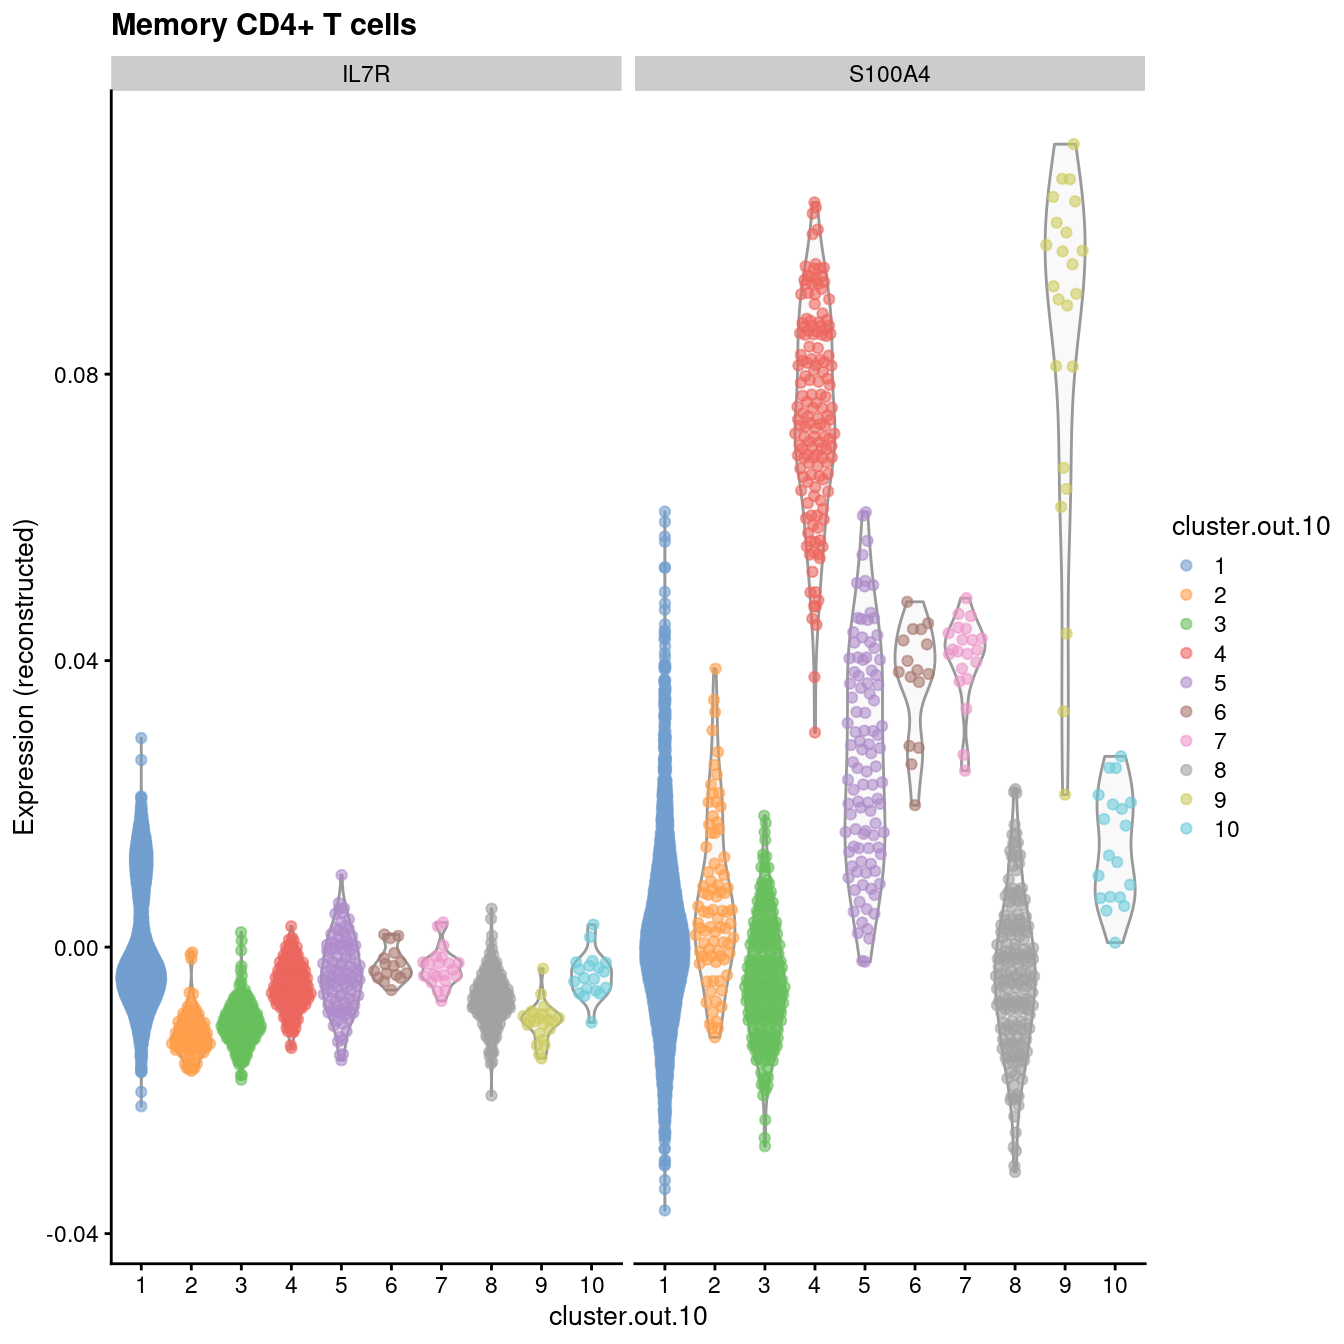 Memory CD4+ T cells
IL7R
S100A4
Expression (reconstructed)
0.08
0.04
0.00
-0.04
1 2 3 4 5 6 7 8 9 10
1 2 3 4 5 6 7 8 9 10
cluster.out.10
cluster.out.10
1
2
3
4
5
6
7
8
9
10